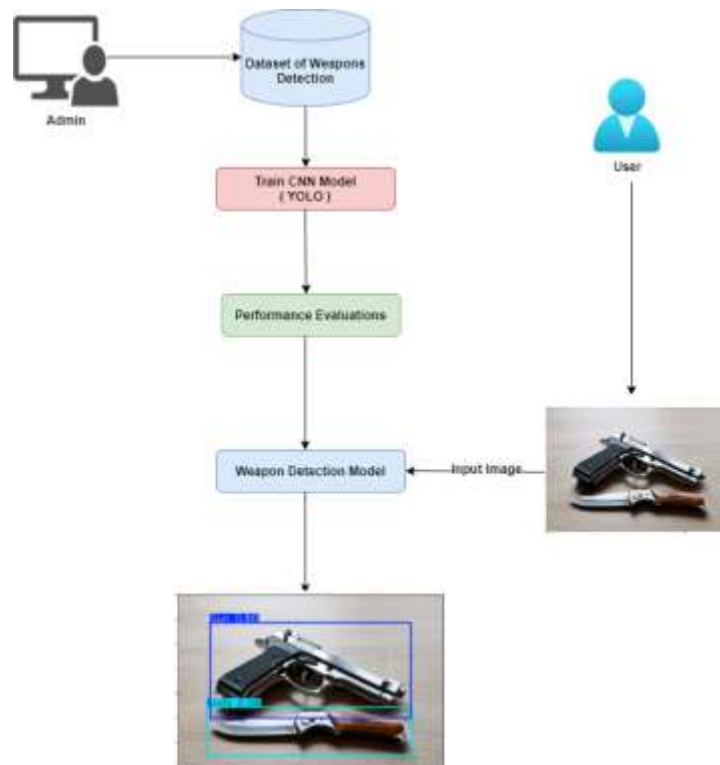 Dataset of Weapons
Detection
Admin
User
Train CNN Model
( YOLO )
Performance Evaluations
Weapon Detection Model
Input Image